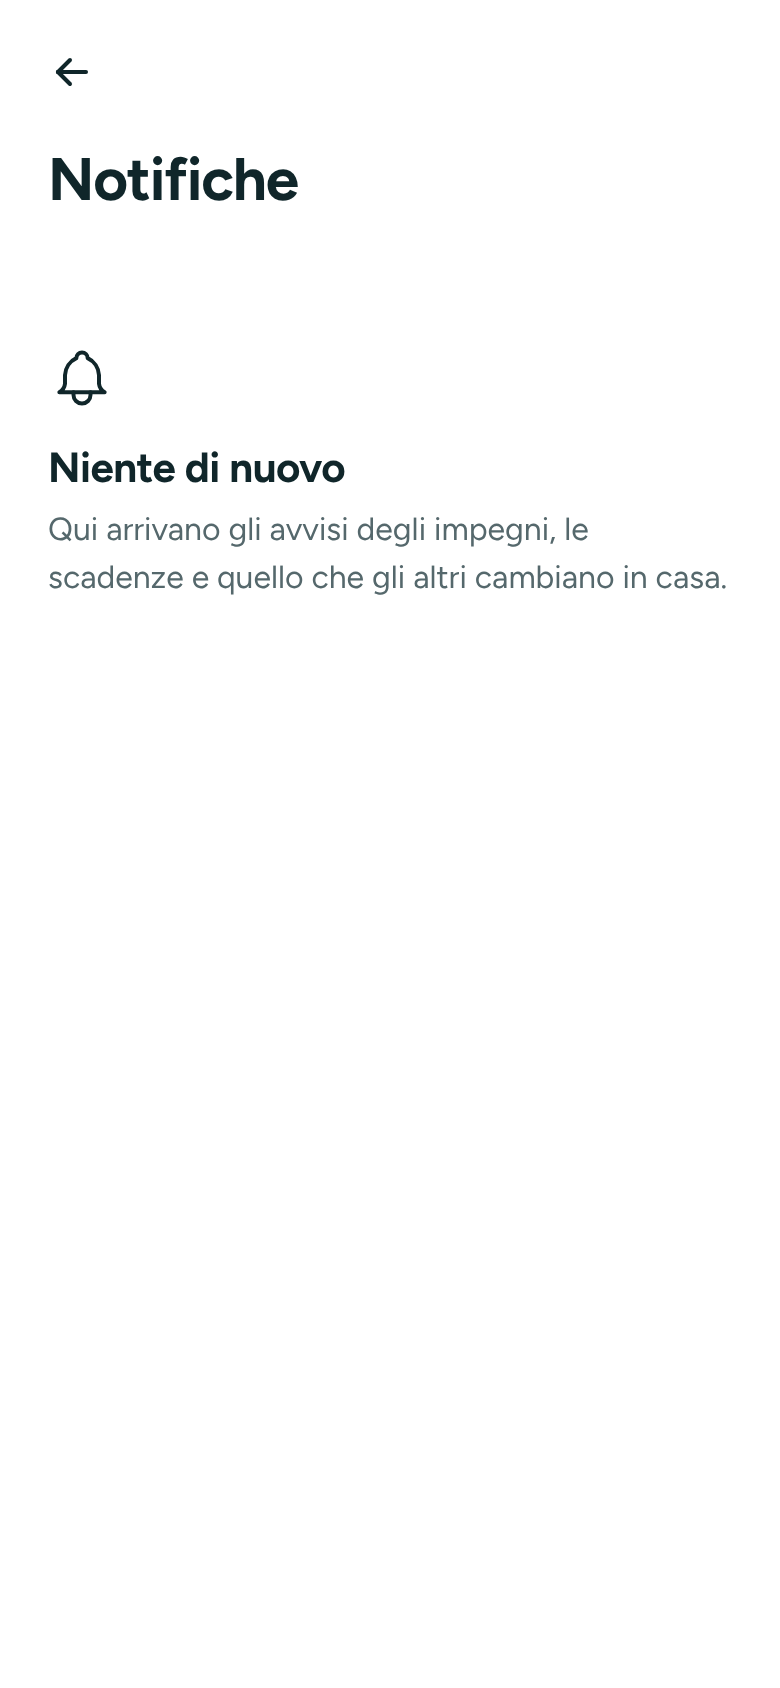 Notifiche
Niente di nuovo
Qui arrivano gli avvisi degli impegni, le
scadenze e quello che gli altri cambiano in casa.